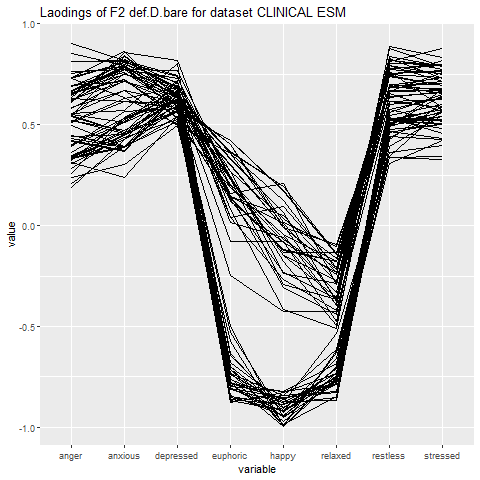 Laodings of F2 def.D.bare for dataset CLINICAL ESM
1.0
0.5
0.0
-0.5
-1.0
value
anger anxious depressed euphoric happy relaxed restless stressed
variable